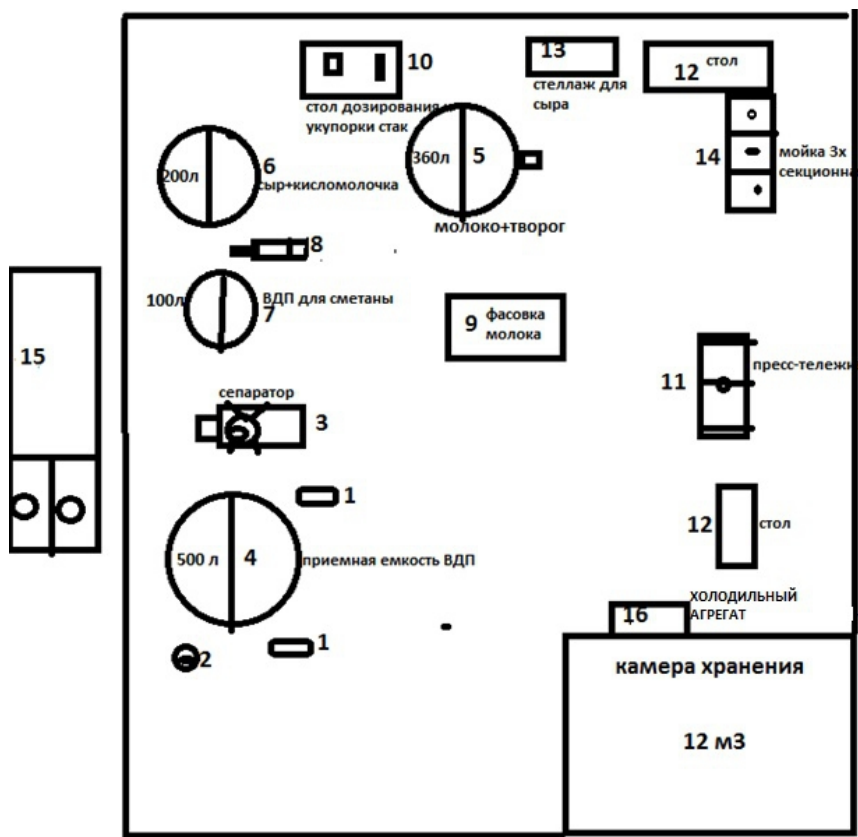 10
13
стол
12
стеллаж для
сыра
стол дозирования и
укупорки стак
360л
5
14
мойка 3х
секционна
6
200л
сыр+кисломолочка
молоко+творог
8
100л
ВДП для сметаны
7
9
фасовка
молока
15
11
пресс-тележк
сепаратор
3
1
12
стол
500 л
4
приемная емкость ВДП
холодильный
агрегат
16
1
2
камера хранения
12 м3